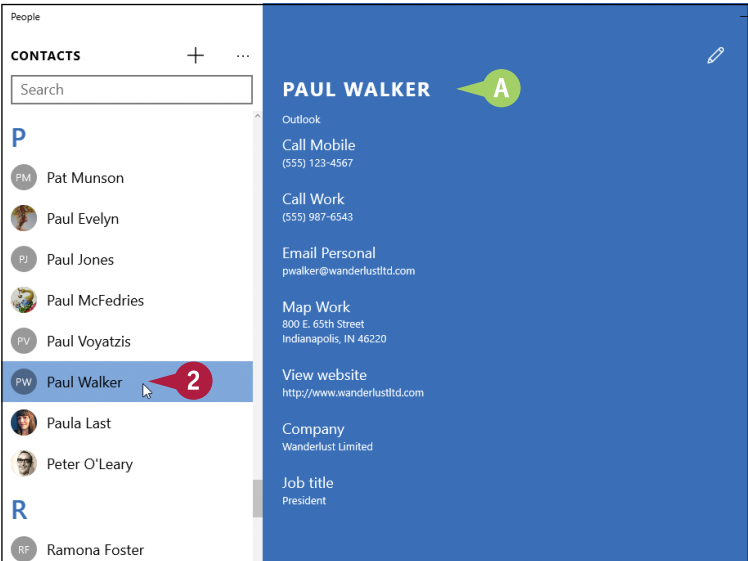 People
CONTACTS
Search
P
PM Pat Munson
Paul Evelyn
PJ Paul Jones
Paul McFedries
PV Paul Voyatzis
PW Paul Walker
2
Paula Last
Peter O'Leary
R
RF Ramona Foster
PAUL WALKER
A
Outlook
Call Mobile
(555) 123-4567
Call Work
(555) 987-6543
Email Personal
pwalker@wanderlustltd.com
Map Work
800 E. 65th Street
Indianapolis, IN 46220
View website
http://www.wanderlustltd.com
Company
Wanderlust Limited
Job title
President